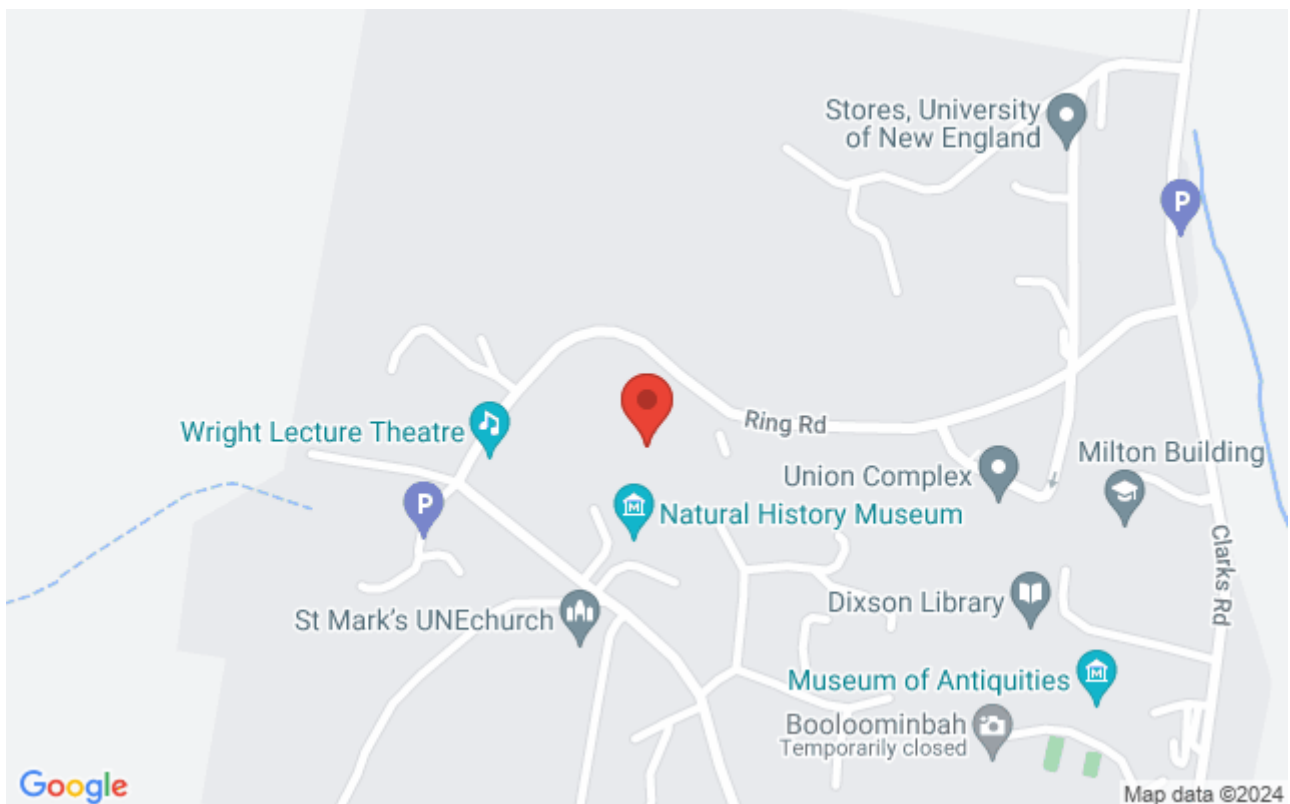 Stores, University
of New England
P
Wright Lecture Theatre
Ring Rd
Milton Building
Union Complex
P
M
Natural History Museum
Clarks Rd
Dixson Library
St Mark's UNEchurch
Museum of Antiquities
M
Booloominbah
Temporarily closed
Google
Map data ©2024